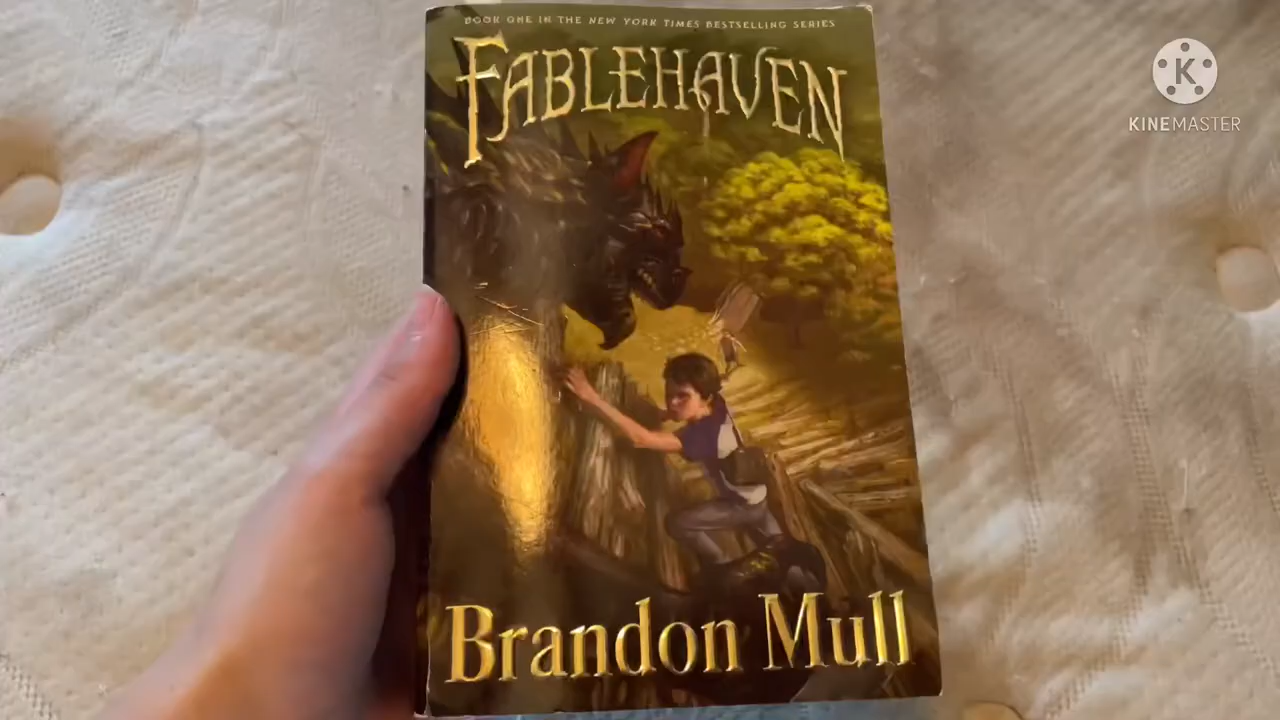 BOOK ONE IN THE NEW YORK TIMES BESTSELLING SERIES
FABLEHAVEN
K
KINEMASTER
Brandon Mull